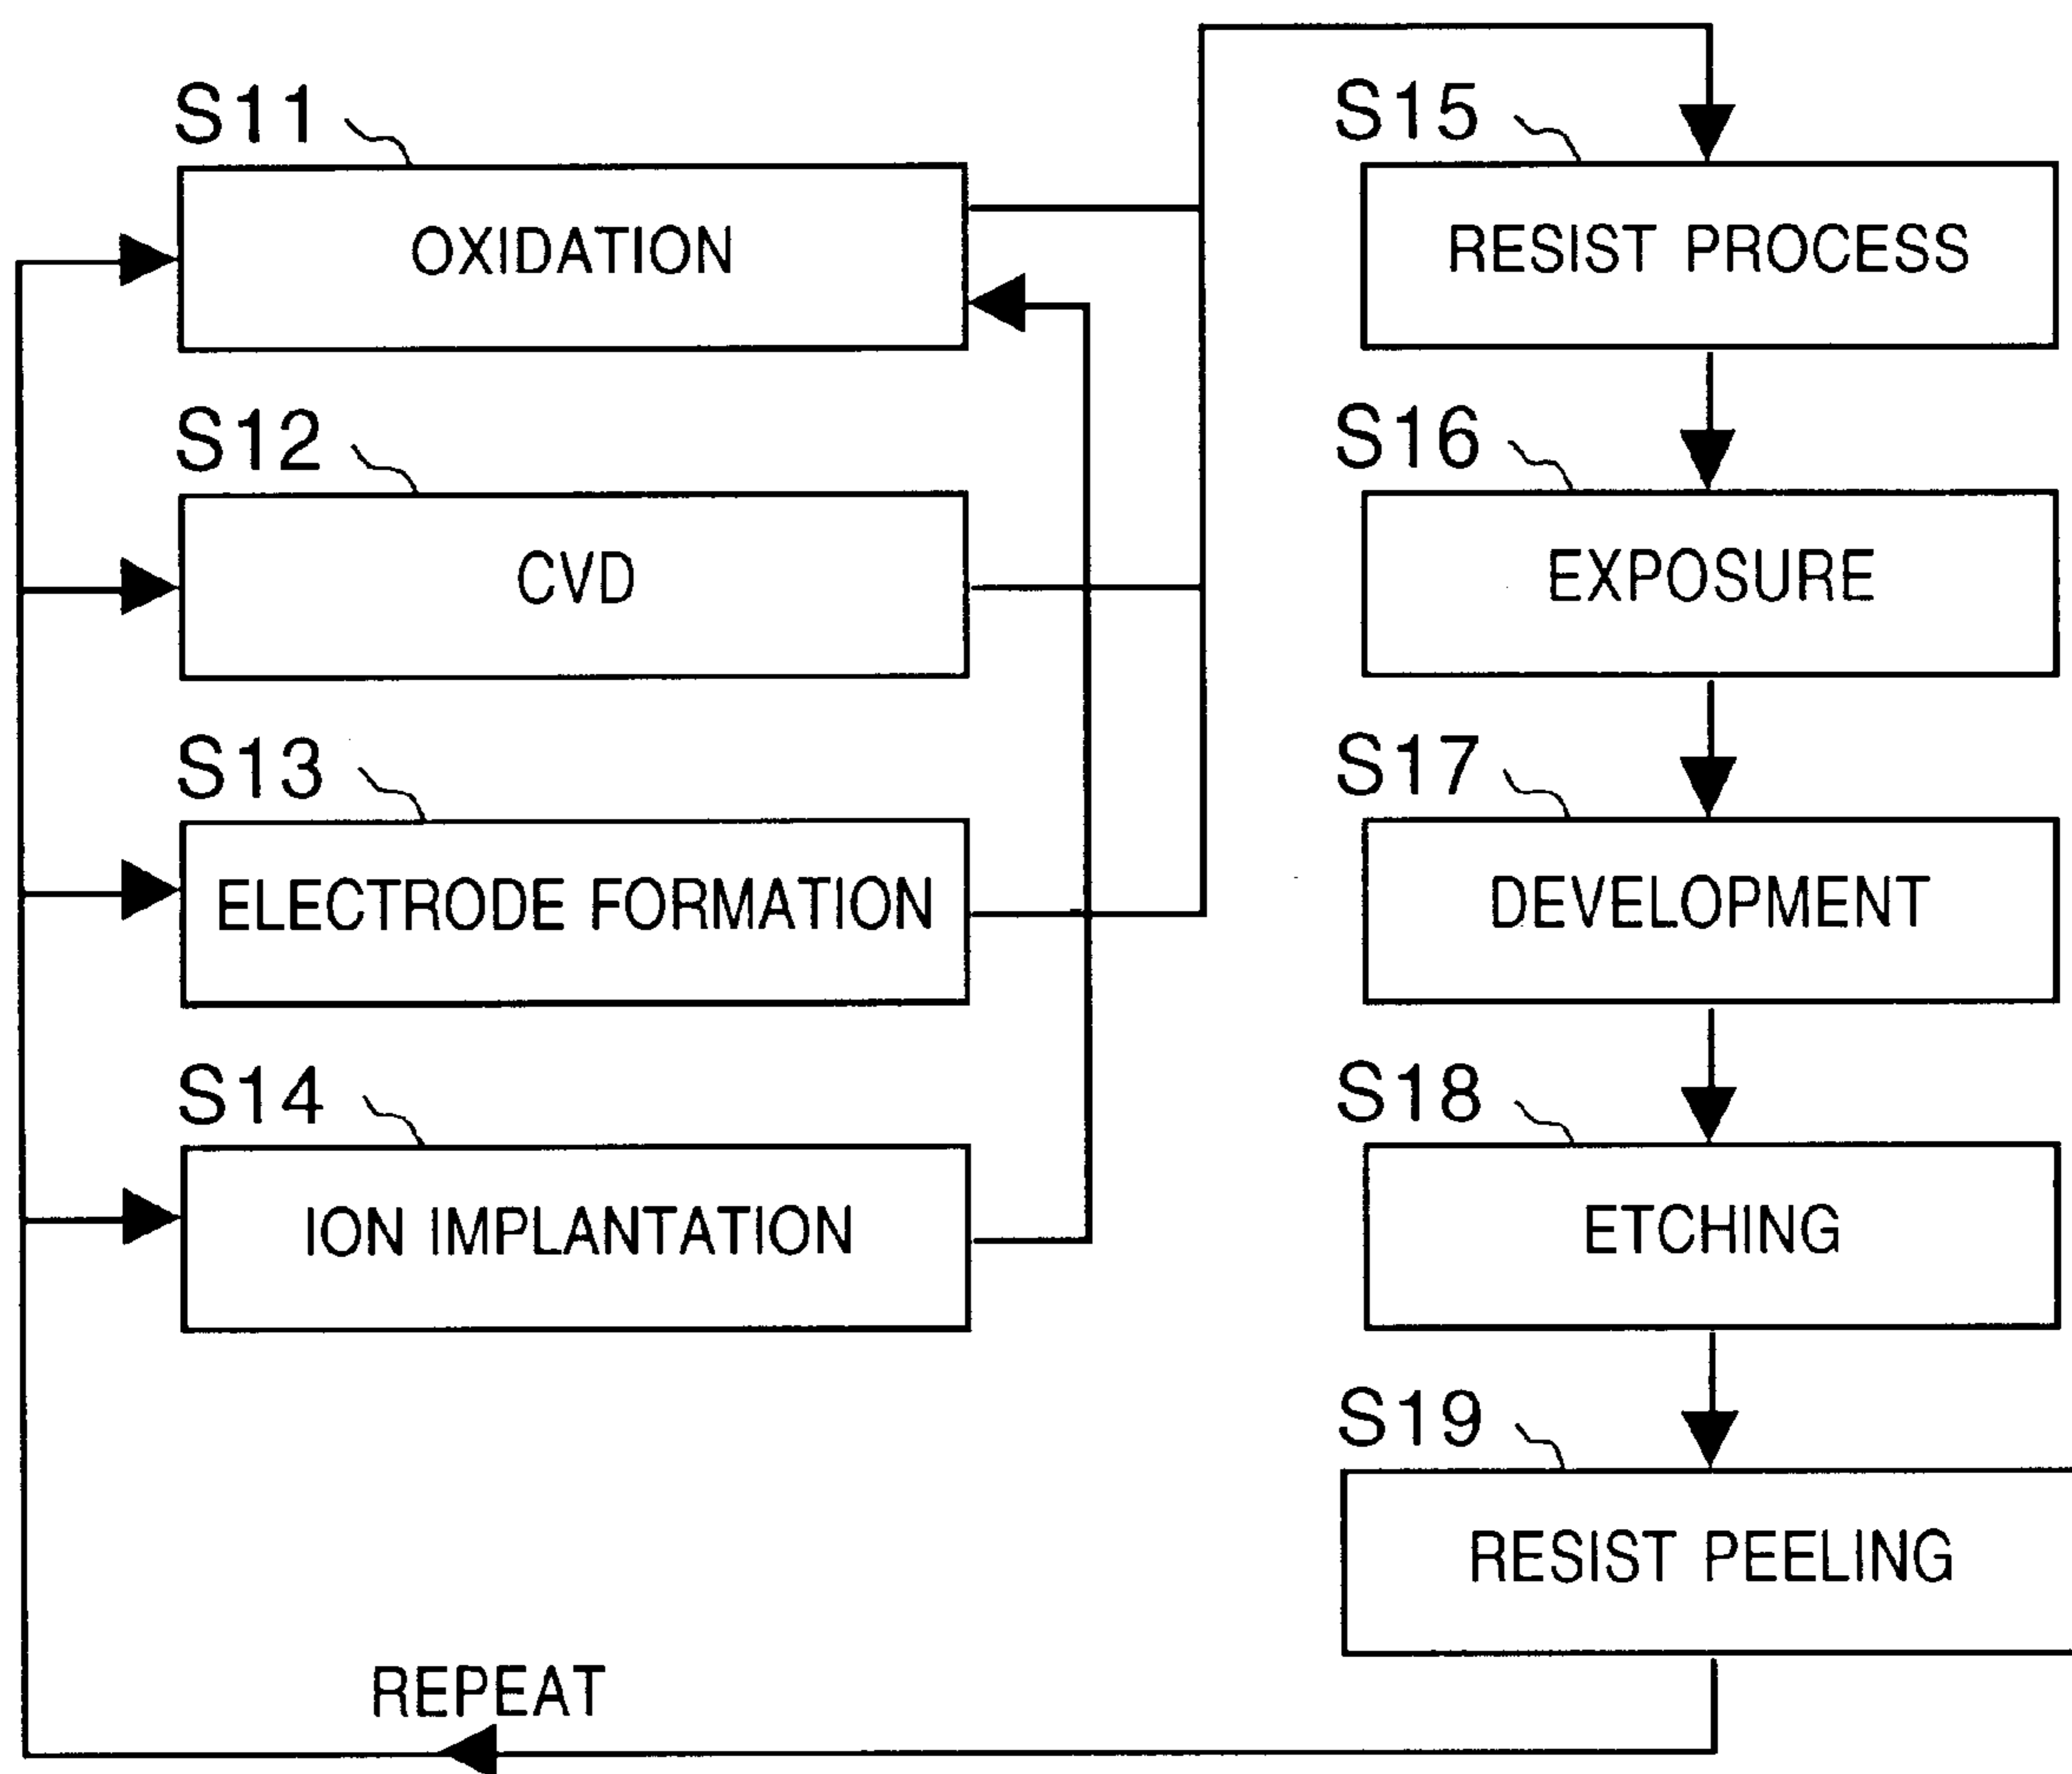 S11
OXIDATION
S12
CVD
S13
ELECTRODE FORMATION
S14
ION IMPLANTATION
S15
RESIST PROCESS
S16
EXPOSURE
S17
DEVELOPMENT
S18
ETCHING
S19
RESIST PEELING
REPEAT